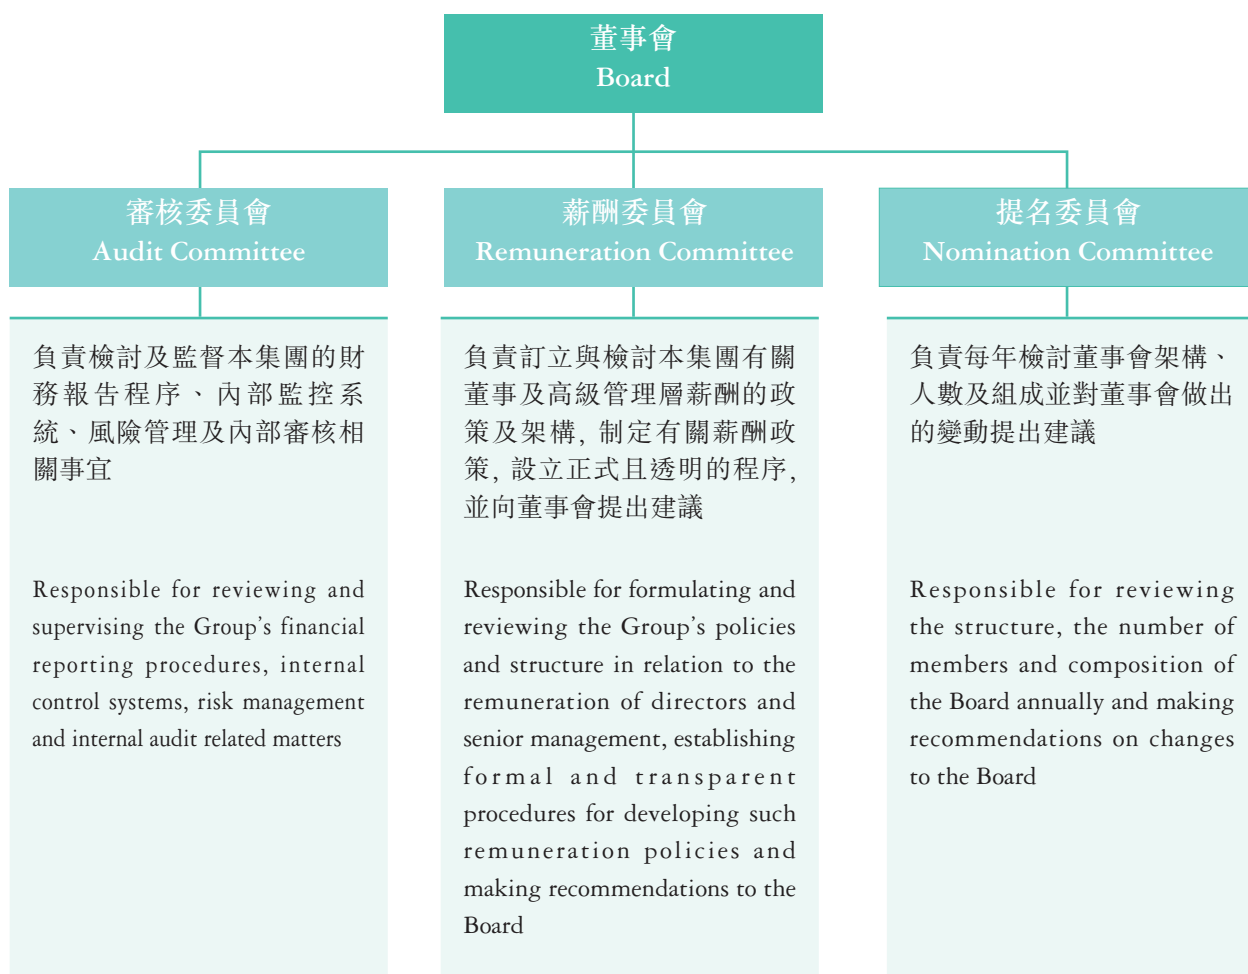 董事會
Board
審核委員會
Audit Committee
負責檢討及監督本集團的財
務報告程序、內部監控系
統、風險管理及內部審核相
關事宜
Responsible for reviewing and
supervising the Group’s financial
reporting procedures, internal
control systems, risk management
and internal audit related matters
薪酬委員會
Remuneration Committee
負責訂立與檢討本集團有關
董事及高級管理層薪酬的政
策及架構, 制定有關薪酬政
策, 設立正式且透明的程序,
並向董事會提出建議
Responsible for formulating and
reviewing the Group’s policies
and structure in relation to the
remuneration of directors and
senior management, establishing
formal and transparent
procedures for developing such
remuneration policies and
making recommendations to the
Board
提名委員會
Nomination Committee
負責每年檢討董事會架構、
人數及組成並對董事會做出
的變動提出建議
Responsible for reviewing
the structure, the number of
members and composition of
the Board annually and making
recommendations on changes
to the Board